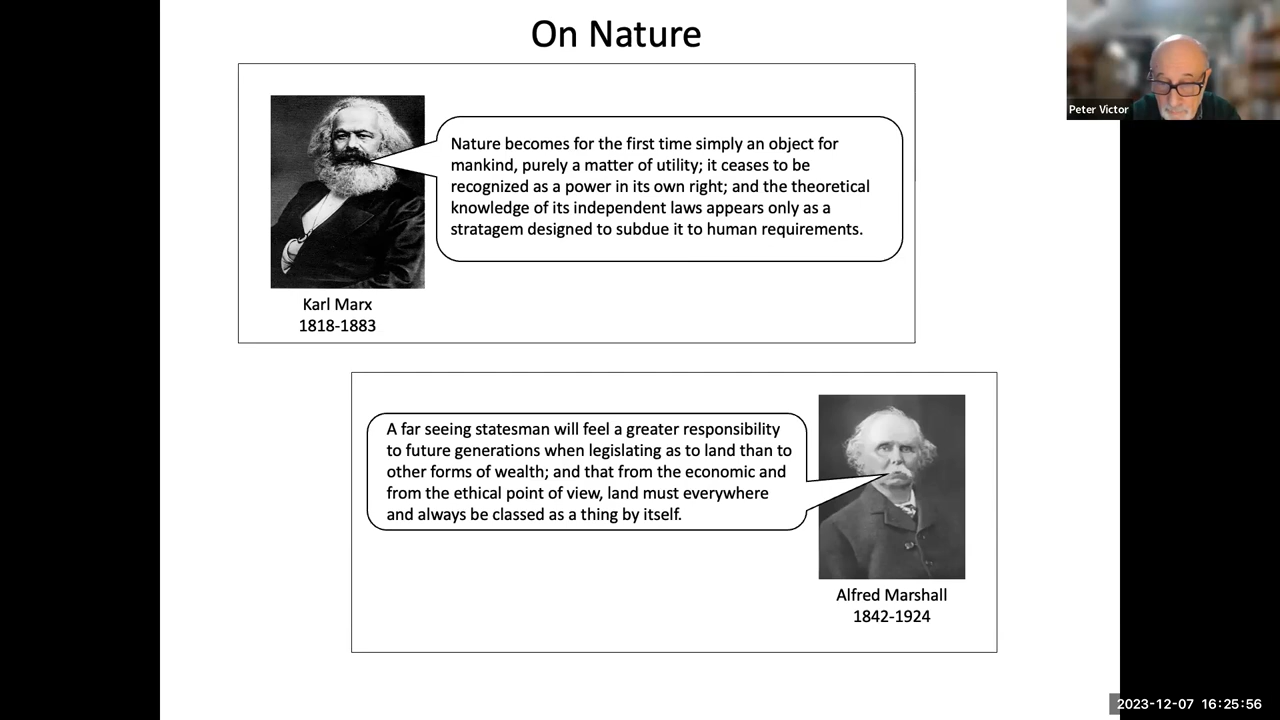 On Nature
Peter Victor
Nature becomes for the first time simply an object for
mankind, purely a matter of utility; it ceases to be
recognized as a power in its own right; and the theoretical
knowledge of its independent laws appears only as a
stratagem designed to subdue it to human requirements.
Karl Marx
1818-1883
A far seeing statesman will feel a greater responsibility
to future generations when legislating as to land than to
other forms of wealth; and that from the economic and
from the ethical point of view, land must everywhere
and always be classed as a thing by itself.
Alfred Marshall
1842-1924
2023-12-07 16:25:56